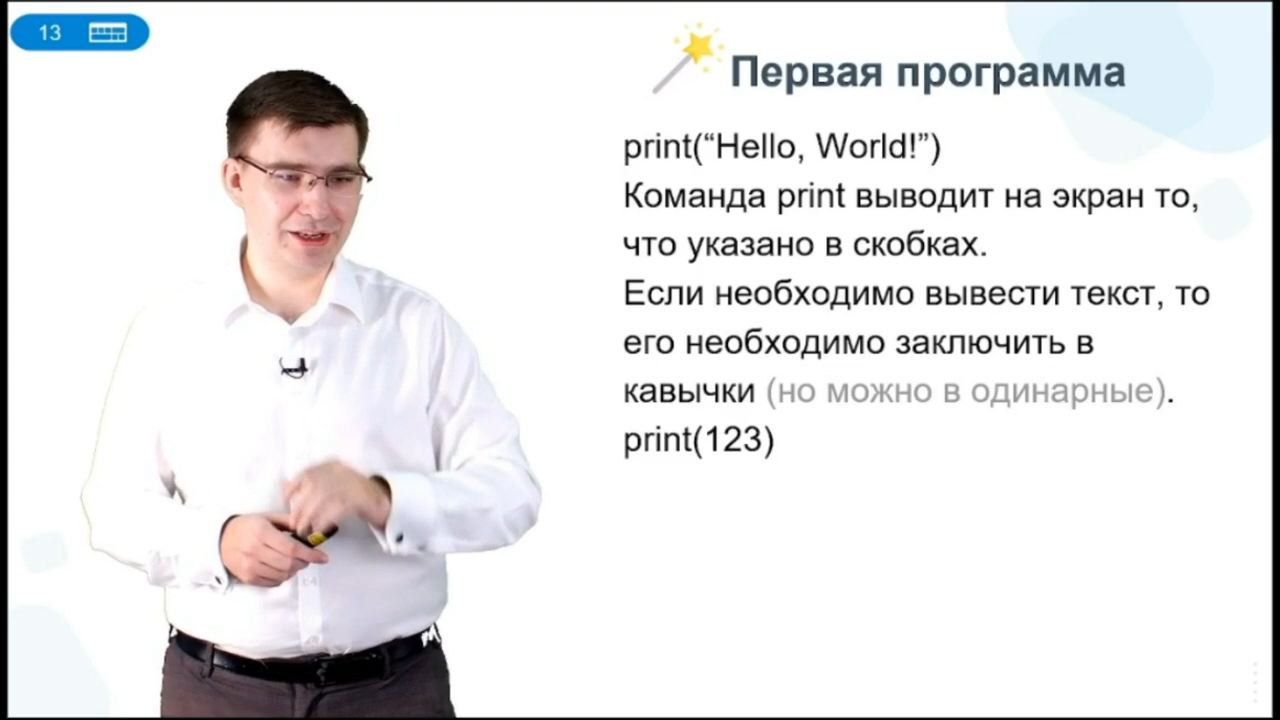 13
Первая программа
print(“Hello, World!”)
Команда print выводит на экран то,
что указано в скобках.
Если необходимо вывести текст, то
его необходимо заключить в
кавычки (но можно в одинарные).
print(123)